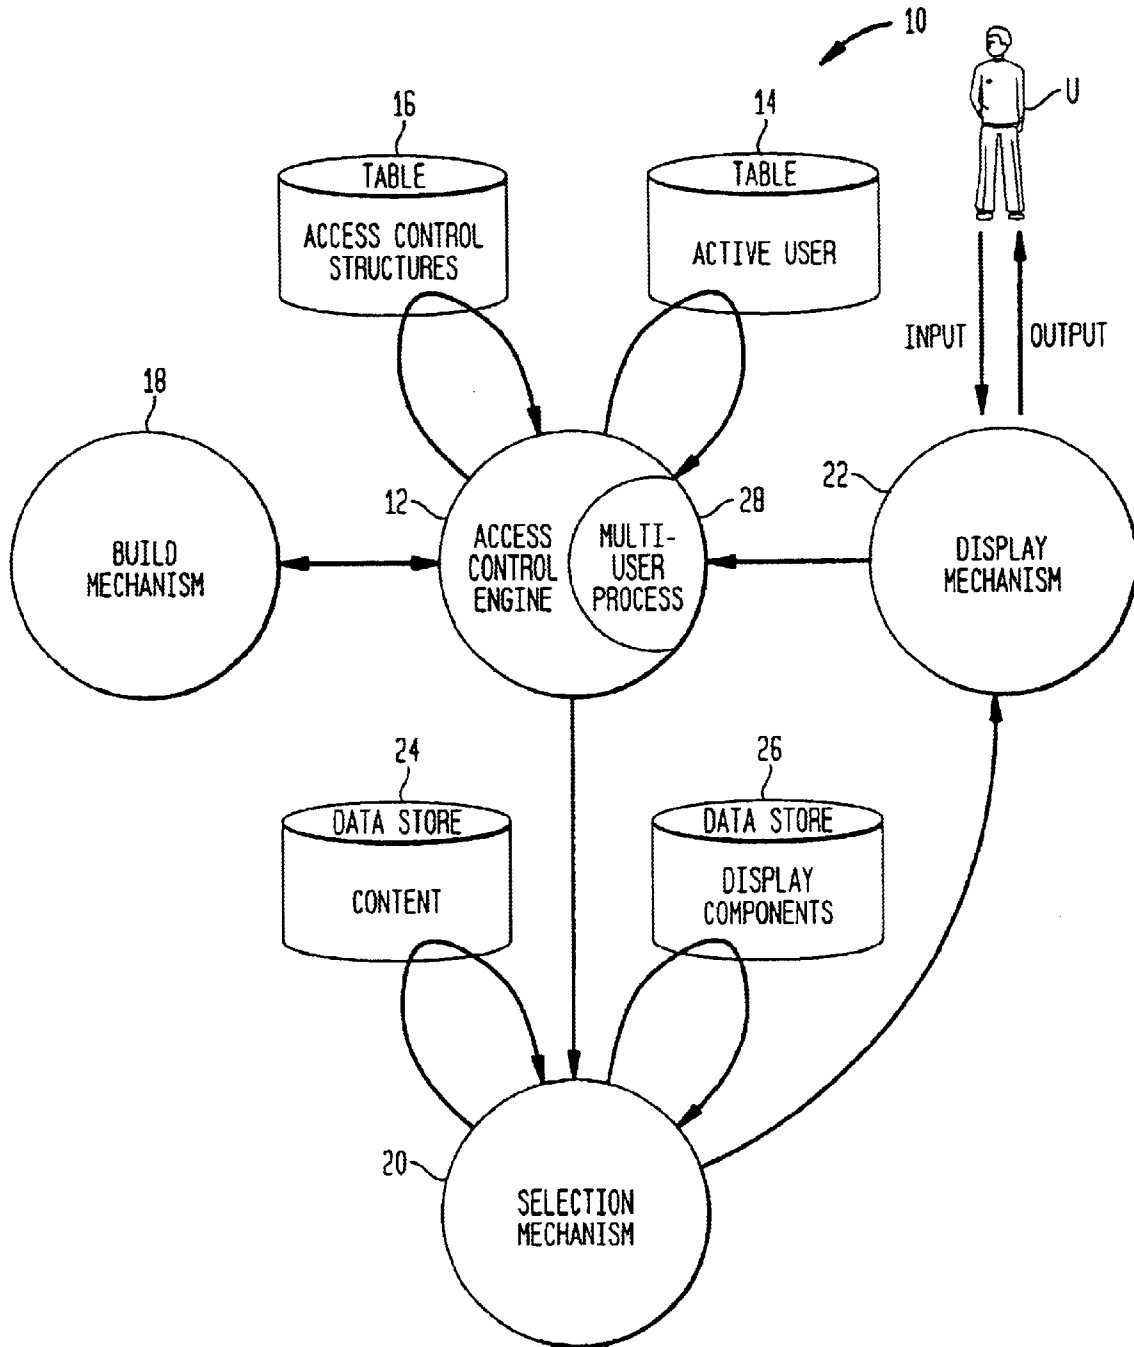 10
U
16
14
TABLE
ACCESS CONTROL
STRUCTURES
TABLE
ACTIVE USER
INPUT
OUTPUT
18
BUILD
MECHANISM
12
ACCESS
CONTROL
ENGINE
28
MULTI-
USER
PROCESS
22
DISPLAY
MECHANISM
24
DATA STORE
CONTENT
26
DATA STORE
DISPLAY
COMPONENTS
20
SELECTION
MECHANISM